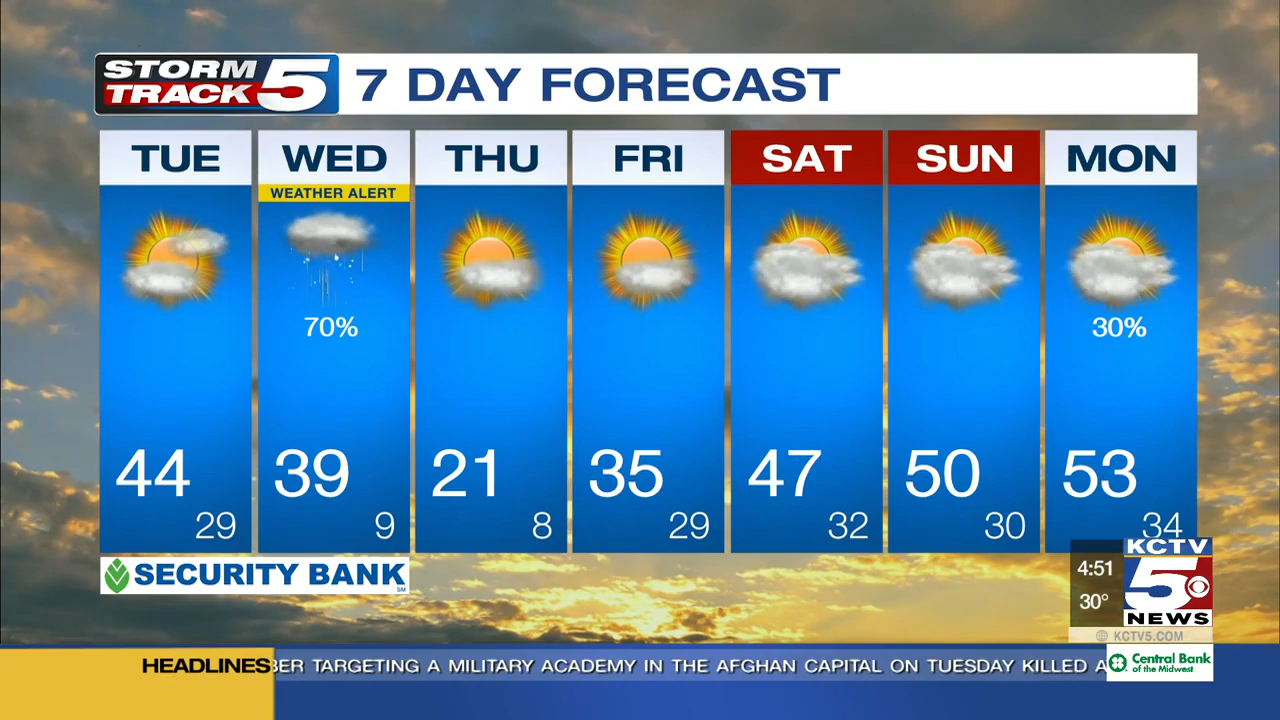 STORM TRACK 5 7 DAY FORECAST
TUE WED THU FRI SAT SUN MON
WEATHER ALERT
70% 30%
44 39 21 35 47 50 53
29 9 8 29 32 30 34
SECURITY BANK SM
KCTV
4:51 5
30° NEWS
KCTV5.COM
HEADLINES BER TARGETING A MILITARY ACADEMY IN THE AFGHAN CAPITAL ON TUESDAY KILLED A
Central Bank
of the Midwest